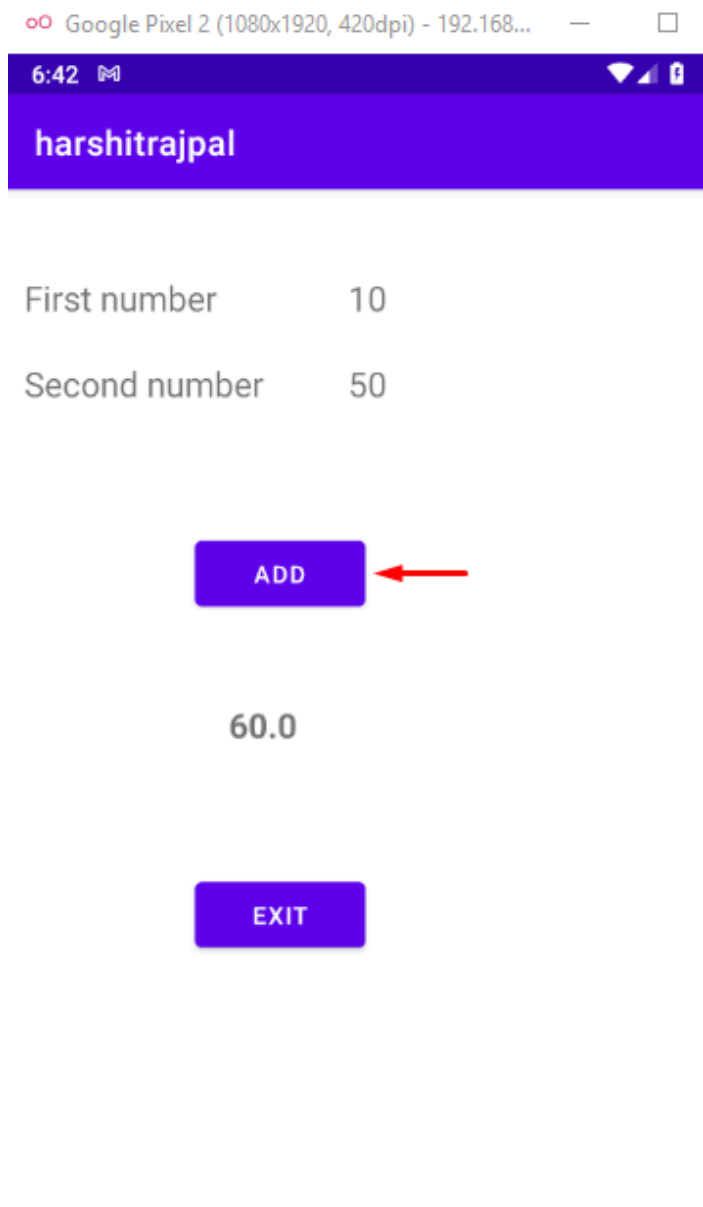 Google Pixel 2 (1080x1920, 420dpi) - 192.168...
6:42
harshitrajpal
First number 10
Second number 50
ADD
60.0
EXIT